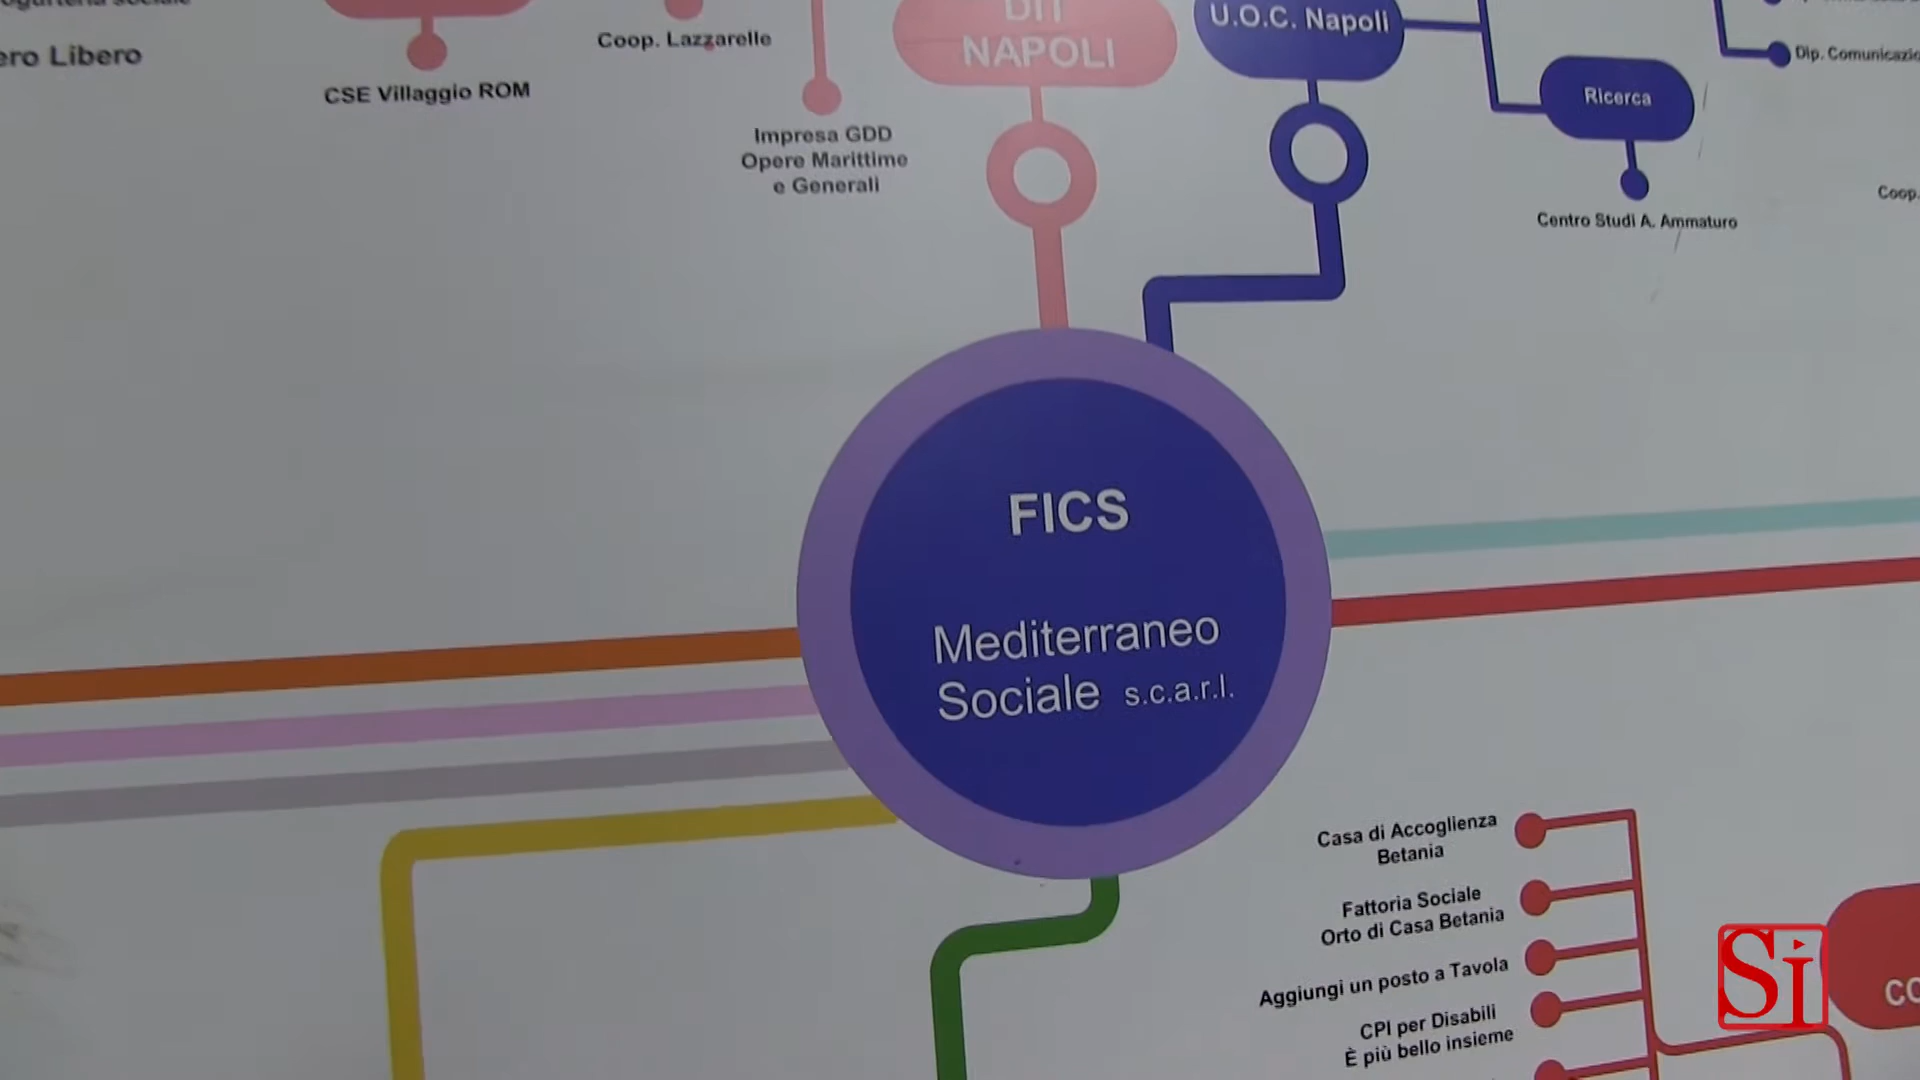 sociale
ero Libero
CSE Villaggio ROM
Coop. Lazzarelle
Impresa GDD
Opere Marittime
e Generali
DIT
NAPOLI
U.O.C. Napoli
Ricerca
Centro Studi A. Ammaturo
Dip. Comunicazio
Coop.
FICS
Mediterraneo
Sociale s.c.a.r.l.
Casa di Accoglienza
Betania
Fattoria Sociale
Orto di Casa Betania
Aggiungi un posto a Tavola
CPI per Disabili
È più bello insieme
CO
Si